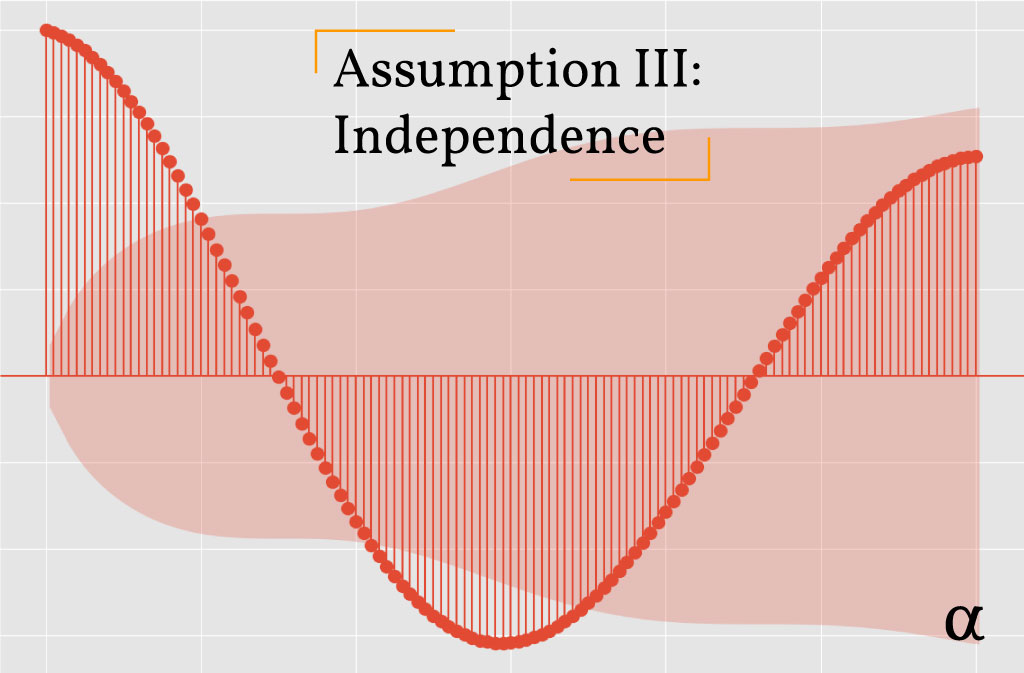 Assumption III:
Independence
α